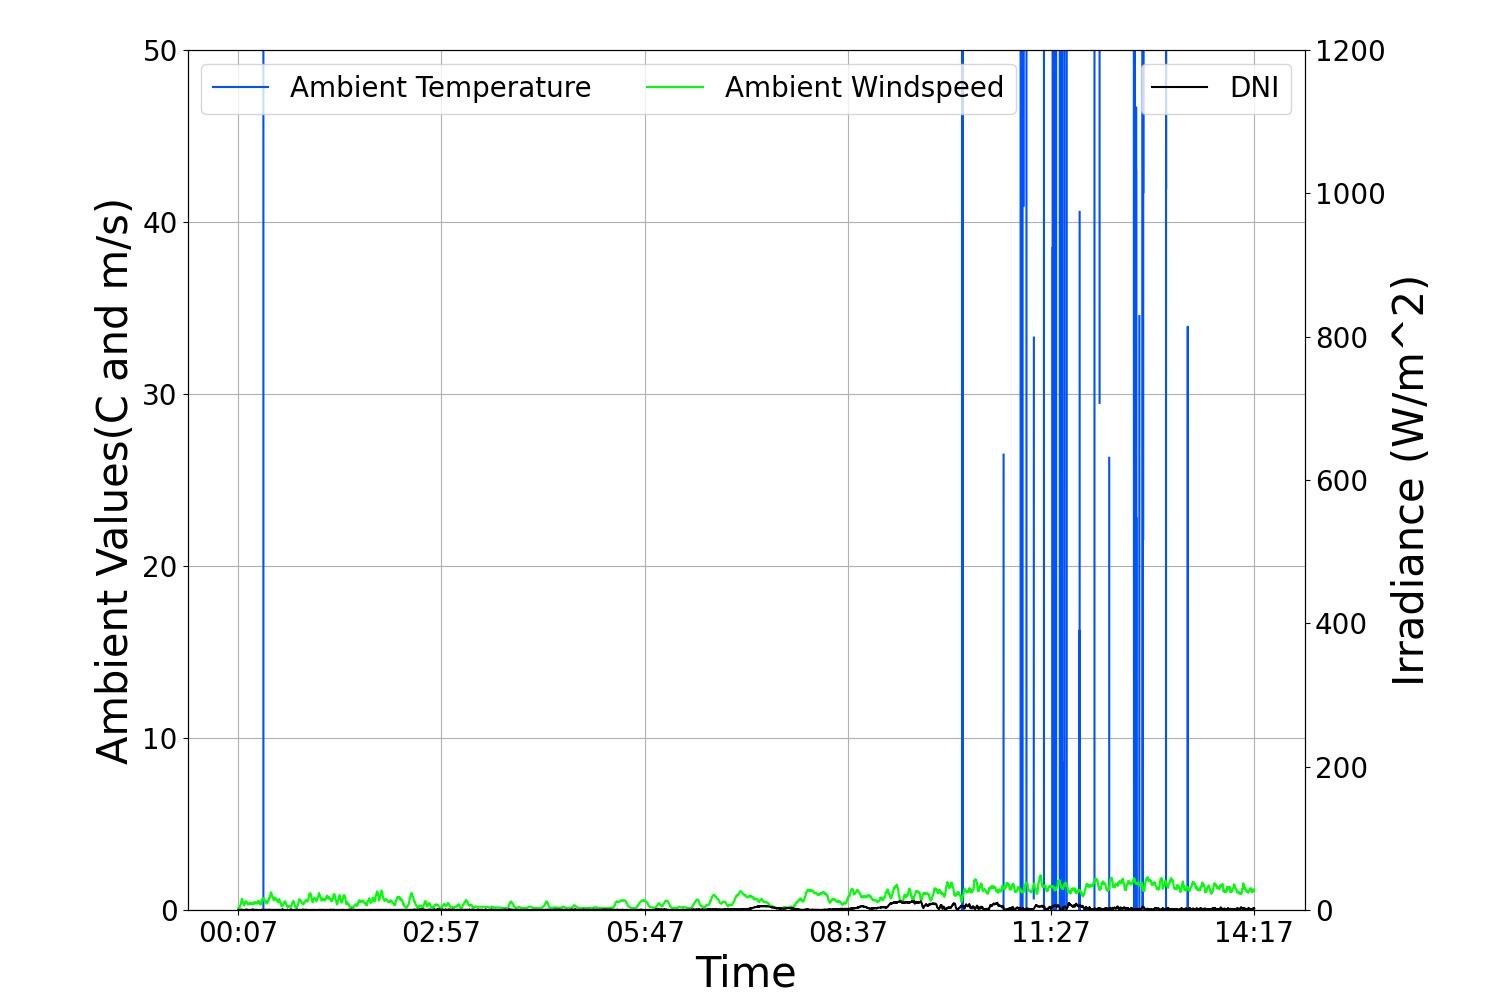 Ambient Temperature
Ambient Windspeed
DNI
50
40
30
20
10
0
Ambient Values(C and m/s)
1200
1000
800
600
400
200
0
Irradiance (W/m^2)
00:07 02:57 05:47 08:37 11:27 14:17
Time